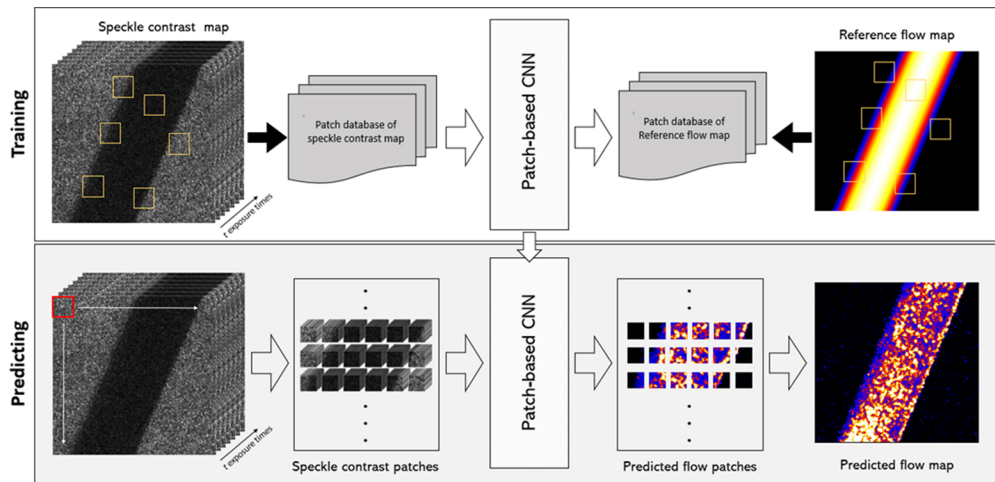 Training
Speckle contrast map
t exposure times
Patch database of
speckle contrast map
Patch-based CNN
Patch database of
Reference flow map
Reference flow map
Predicting
t exposure times
Speckle contrast patches
Patch-based CNN
Predicted flow patches
Predicted flow map